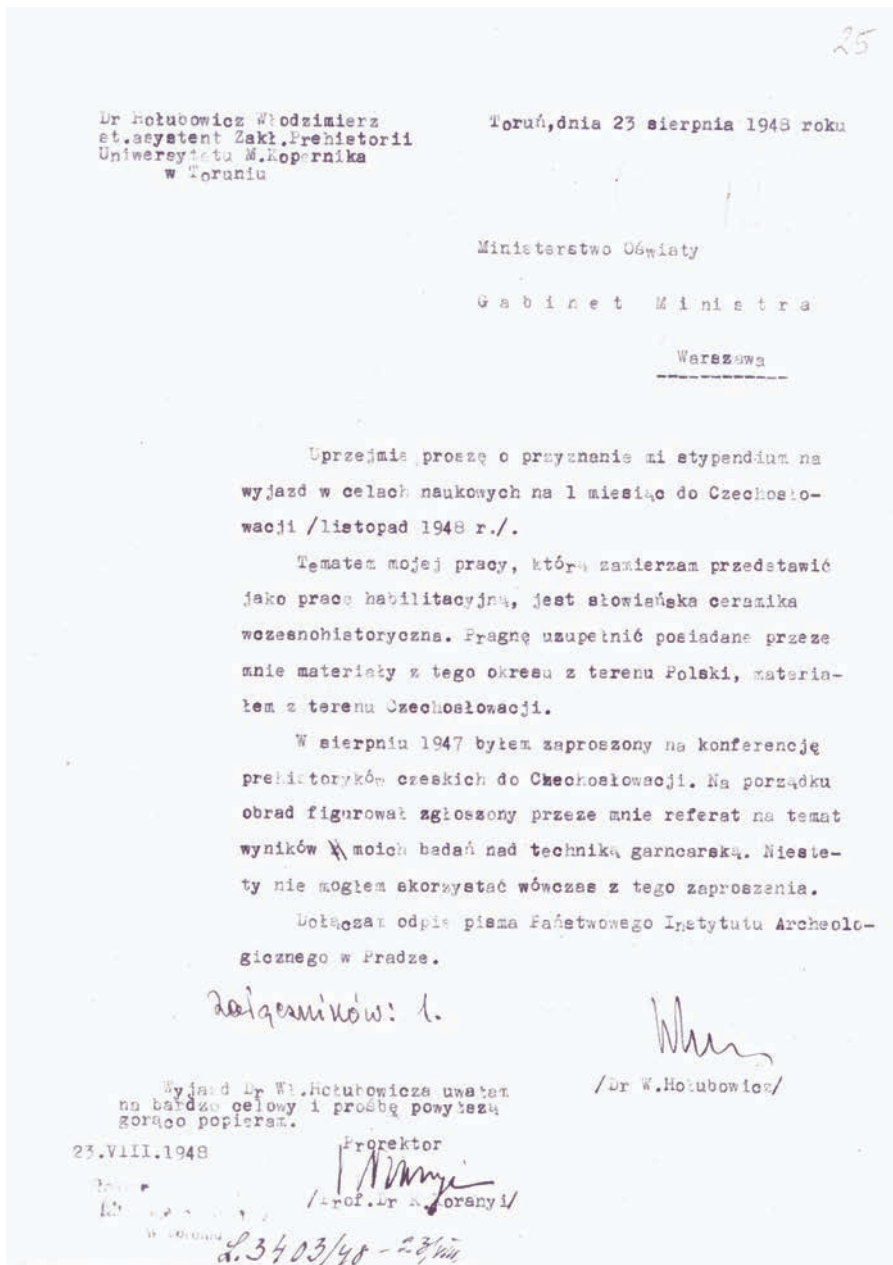 25
Dr Hołubowicz Włodzimierz
st.asystent Zakł.Prehistorii
Uniwersytetu M.Kopernika
w Toruniu
Toruń,dnia 23 sierpnia 1948 roku
Ministerstwo Oświaty
G a b i n e t   M i n i s t r a
Warszawa
Uprzejmie proszę o przyznanie mi stypendium na
wyjazd w celach naukowych na 1 miesiąc do Czechosło-
wacji /listopad 1948 r./.
Tematem mojej pracy, którą zamierzam przedstawić
jako pracę habilitacyjną, jest słowiańska ceramika
wczesnohistoryczna. Pragnę uzupełnić posiadane przeze
mnie materiały z tego okresu z terenu Polski, materia-
łem z terenu Czechosłowacji.
W sierpniu 1947 byłem zaproszony na konferencję
prehistoryków czeskich do Czechosłowacji. Na porządku
obrad figurował zgłoszony przeze mnie referat na temat
wyników moich badań nad techniką garncarską. Nieste-
ty nie mogłem skorzystać wówczas z tego zaproszenia.
Dołączam odpis pisma Państwowego Instytutu Archeolo-
gicznego w Pradze.
Załączników: 1.
/Dr W.Hołubowicz/
Wyjazd Dr Wł.Hołubowicza uważam
na bardzo celowy i prośbę powyższą
gorąco popieram.
23.VIII.1948
Prorektor
/Prof.Dr K.Koranyi/
w Toruniu
L.3403/48 - 23/VIII